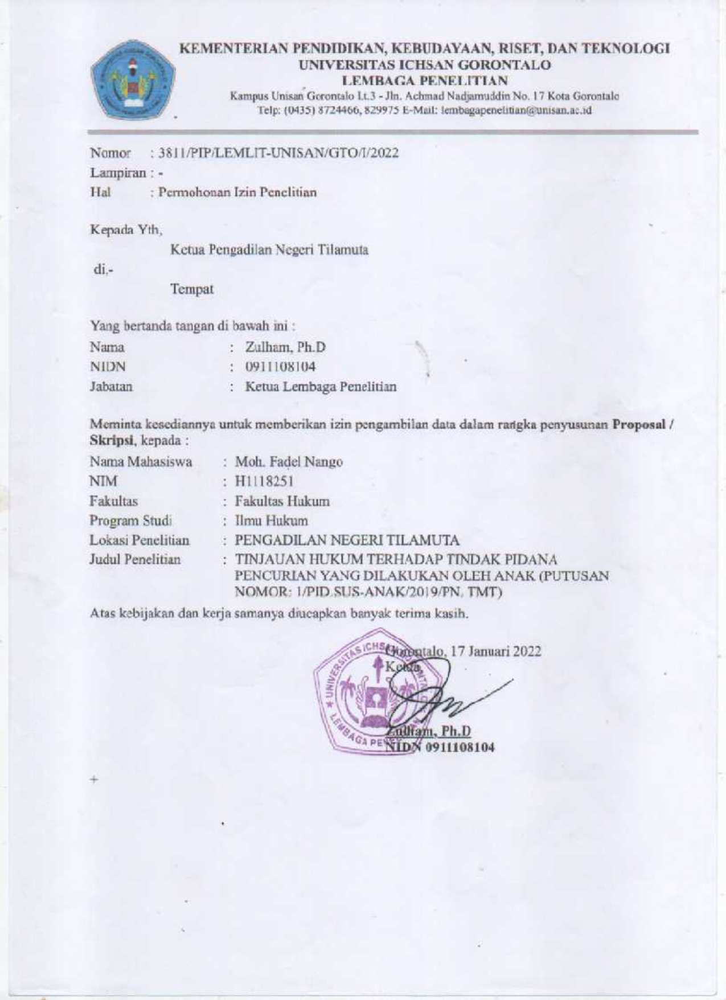 KEMENTERIAN PENDIDIKAN, KEBUDAYAAN, RISET, DAN TEKNOLOGI
UNIVERSITAS ICHSAN GORONTALO
LEMBAGA PENELITIAN
Kampus Unisan Gorontalo Lt.3 - Jln. Achmad Nadjamuddin No. 17 Kota Gorontalo
Telp: (0435) 8724466, 829975 E-Mail: lembagapenelitian@unisan.ac.id
Nomor : 3811/PIP/LEMLIT-UNISAN/GTO/I/2022
Lampiran : -
Hal : Permohonan Izin Penelitian
Kepada Yth,
Ketua Pengadilan Negeri Tilamuta
di,-
Tempat
Yang bertanda tangan di bawah ini :
Nama : Zulham, Ph.D
NIDN : 0911108104
Jabatan : Ketua Lembaga Penelitian
Meminta kesediannya untuk memberikan izin pengambilan data dalam rangka penyusunan Proposal /
Skripsi, kepada :
Nama Mahasiswa : Moh. Fadel Nango
NIM : H1118251
Fakultas : Fakultas Hukum
Program Studi : Ilmu Hukum
Lokasi Penelitian : PENGADILAN NEGERI TILAMUTA
Judul Penelitian : TINJAUAN HUKUM TERHADAP TINDAK PIDANA
PENCURIAN YANG DILAKUKAN OLEH ANAK (PUTUSAN
NOMOR: 1/PID.SUS-ANAK/2019/PN. TMT)
Atas kebijakan dan kerja samanya diucapkan banyak terima kasih.
Gorontalo, 17 Januari 2022
Ketua
Zulham, Ph.D
NIDN 0911108104
UNIVERSITAS ICHSAN
LEMBAGA
+